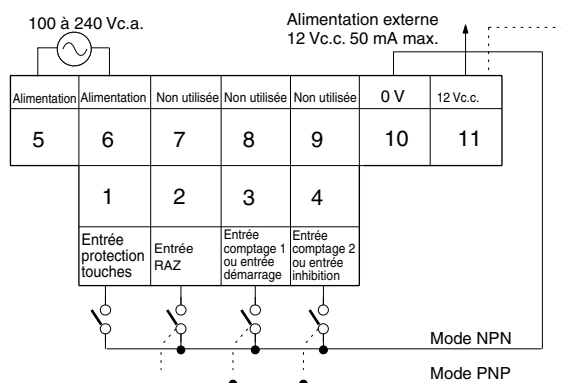 100 à 240 Vc.a.
Alimentation externe
12 Vc.c. 50 mA max.
Alimentation Alimentation Non utilisée Non utilisée Non utilisée 0 V 12 Vc.c.
5 6 7 8 9 10 11
1 2 3 4
Entrée
protection
touches
Entrée
RAZ
Entrée
comptage 1
ou entrée
démarrage
Entrée
comptage 2
ou entrée
inhibition
Mode NPN
Mode PNP